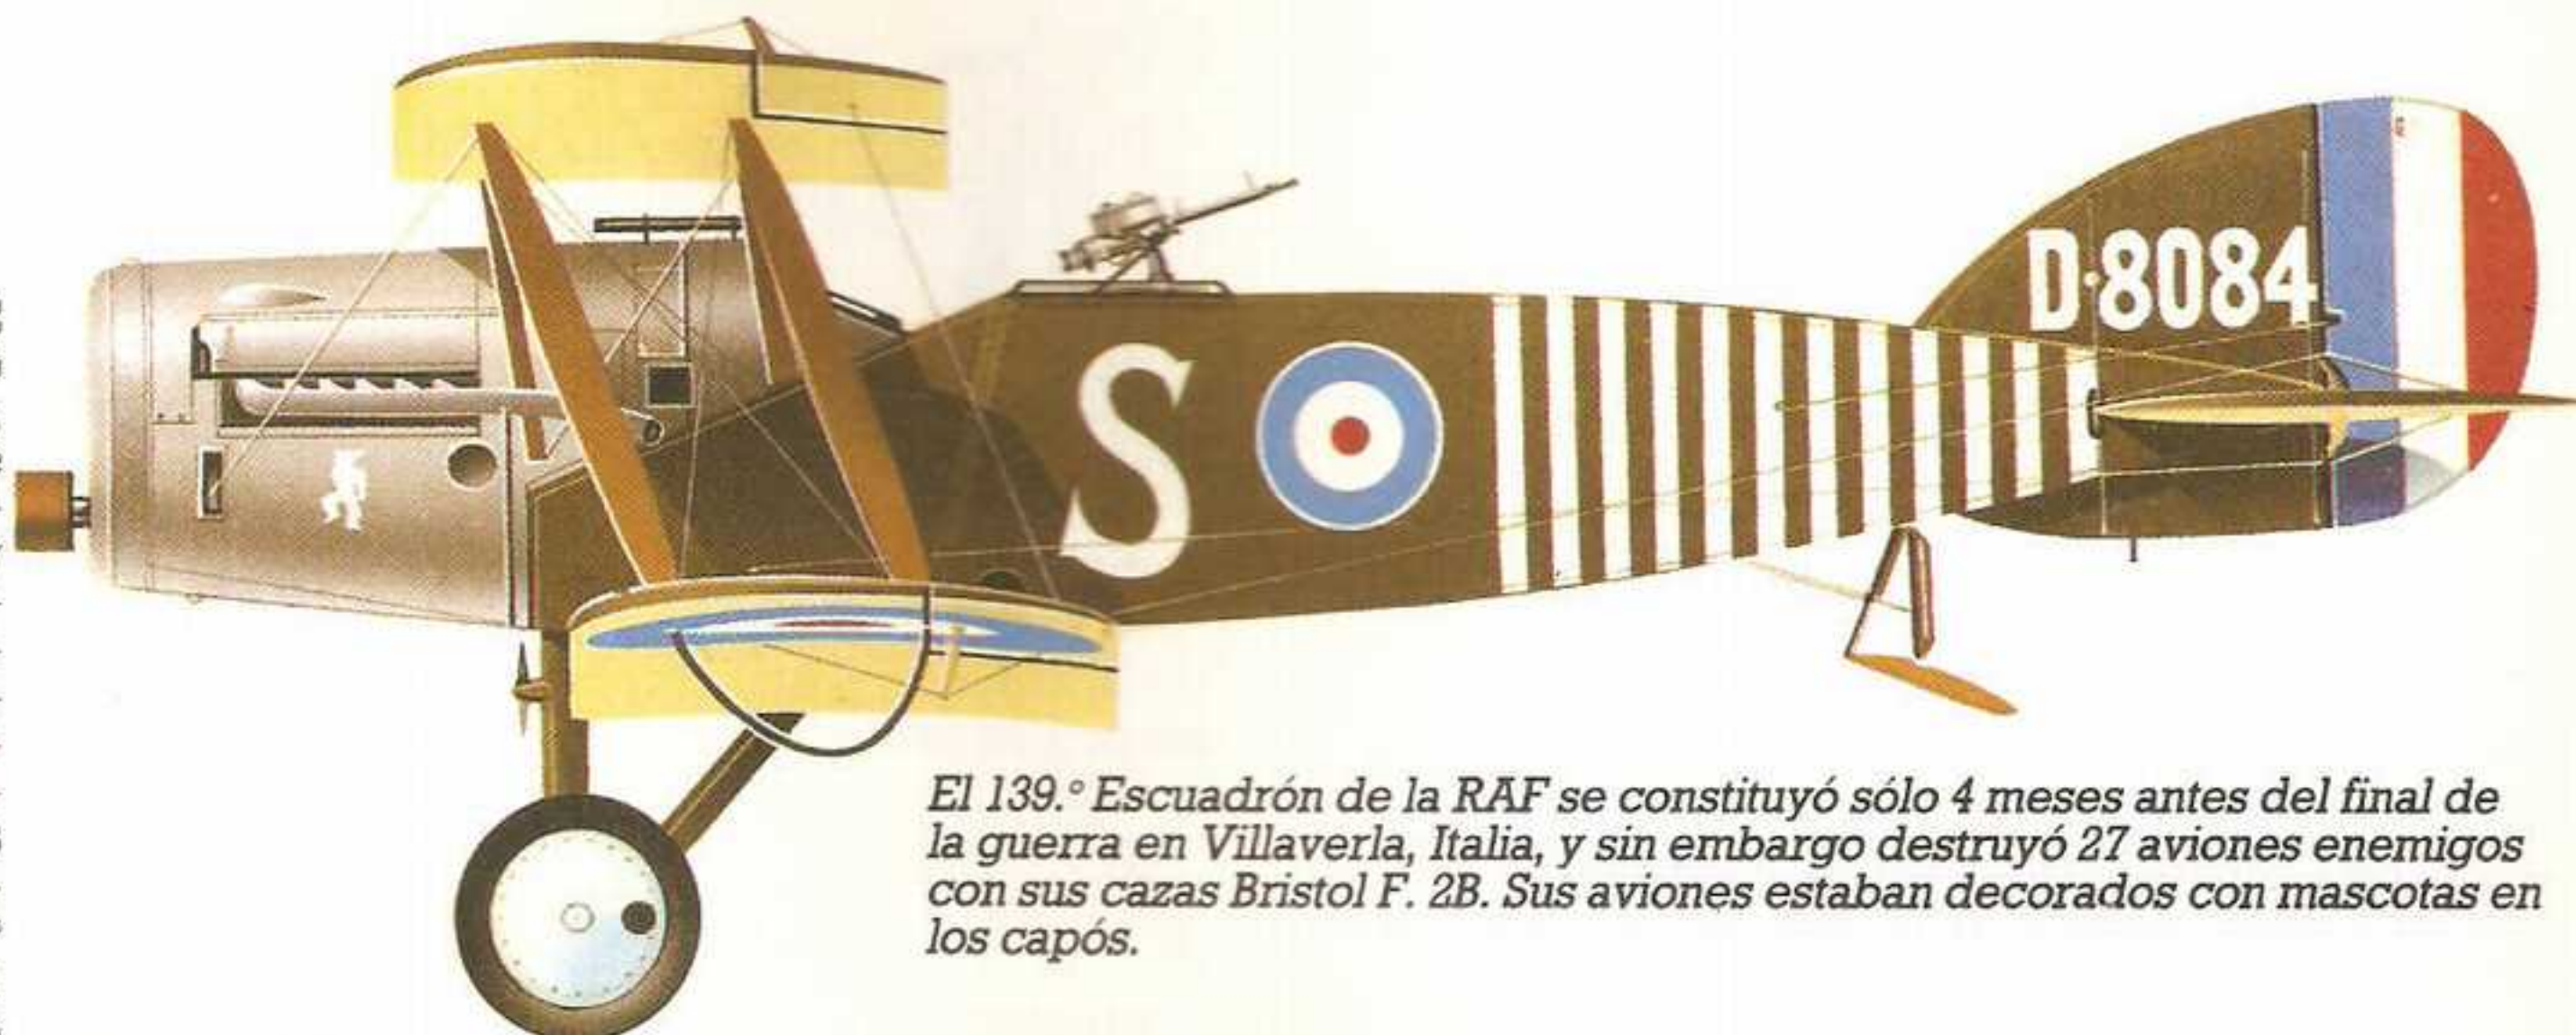 D·8084
S
El 139.º Escuadrón de la RAF se constituyó sólo 4 meses antes del final de
la guerra en Villaverla, Italia, y sin embargo destruyó 27 aviones enemigos
con sus cazas Bristol F. 2B. Sus aviones estaban decorados con mascotas en
los capós.